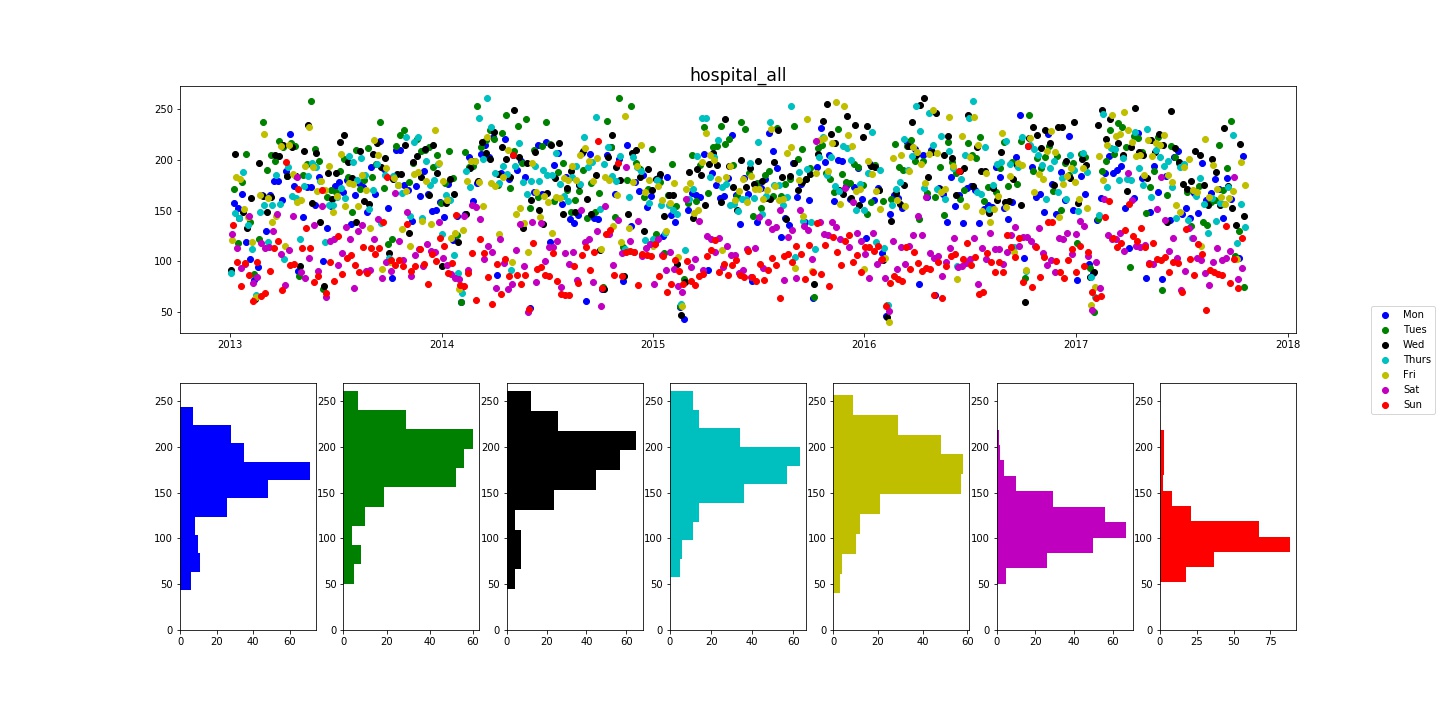 hospital_all
250
200
150
100
50
2013 2014 2015 2016 2017 2018
Mon
Tues
Wed
Thurs
Fri
Sat
Sun
250 250 250 250 250 250 250
200 200 200 200 200 200 200
150 150 150 150 150 150 150
100 100 100 100 100 100 100
50 50 50 50 50 50 50
0 0 0 0 0 0 0
0 20 40 60 0 20 40 60 0 20 40 60 0 20 40 60 0 20 40 60 0 20 40 60 0 25 50 75